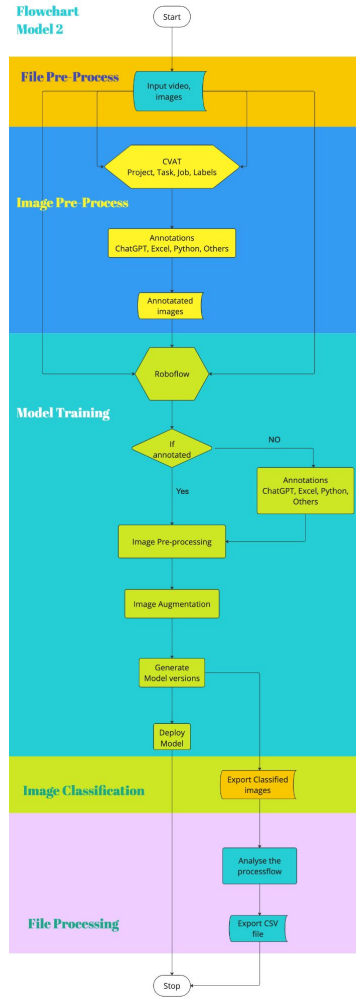 Flowchart
Model 2
Start
File Pre-Process
Input video,
images
CVAT
Project, Task, Job, Labels
Image Pre-Process
Annotations
ChatGPT, Excel, Python, Others
Annotatated
images
Roboflow
Model Training
If
annotated
NO
Annotations
ChatGPT, Excel, Python,
Others
Yes
Image Pre-processing
Image Augmentation
Generate
Model versions
Deploy
Model
Image Classification
Export Classified
images
Analyse the
processflow
File Processing
Export CSV
file
Stop